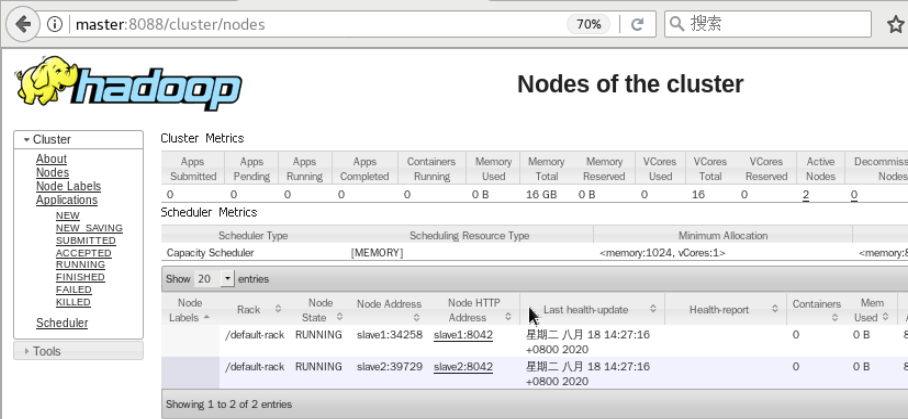 master:8088/cluster/nodes 70% 搜索
hadoop
Nodes of the cluster
Cluster
About
Nodes
Node Labels
Applications
NEW
NEW_SAVING
SUBMITTED
ACCEPTED
RUNNING
FINISHED
FAILED
KILLED
Scheduler
Tools
Cluster Metrics
Apps Submitted Apps Pending Apps Running Apps Completed Containers Running Memory Used Memory Total Memory Reserved VCores Used VCores Total VCores Reserved Active Nodes Decommiss Nodes
0 0 0 0 0 0 B 16 GB 0 B 0 16 0 2 0
Scheduler Metrics
Scheduler Type Scheduling Resource Type Minimum Allocation
Capacity Scheduler [MEMORY] <memory:1024, vCores:1> <memory:8
Show 20 entries
Node Labels Rack Node State Node Address Node HTTP Address Last health-update Health-report Containers Mem Used
/default-rack RUNNING slave1:34258 slave1:8042 星期二 八月 18 14:27:16 0 0 B 8
+0800 2020
/default-rack RUNNING slave2:39729 slave2:8042 星期二 八月 18 14:27:16 0 0 B 8
+0800 2020
Showing 1 to 2 of 2 entries